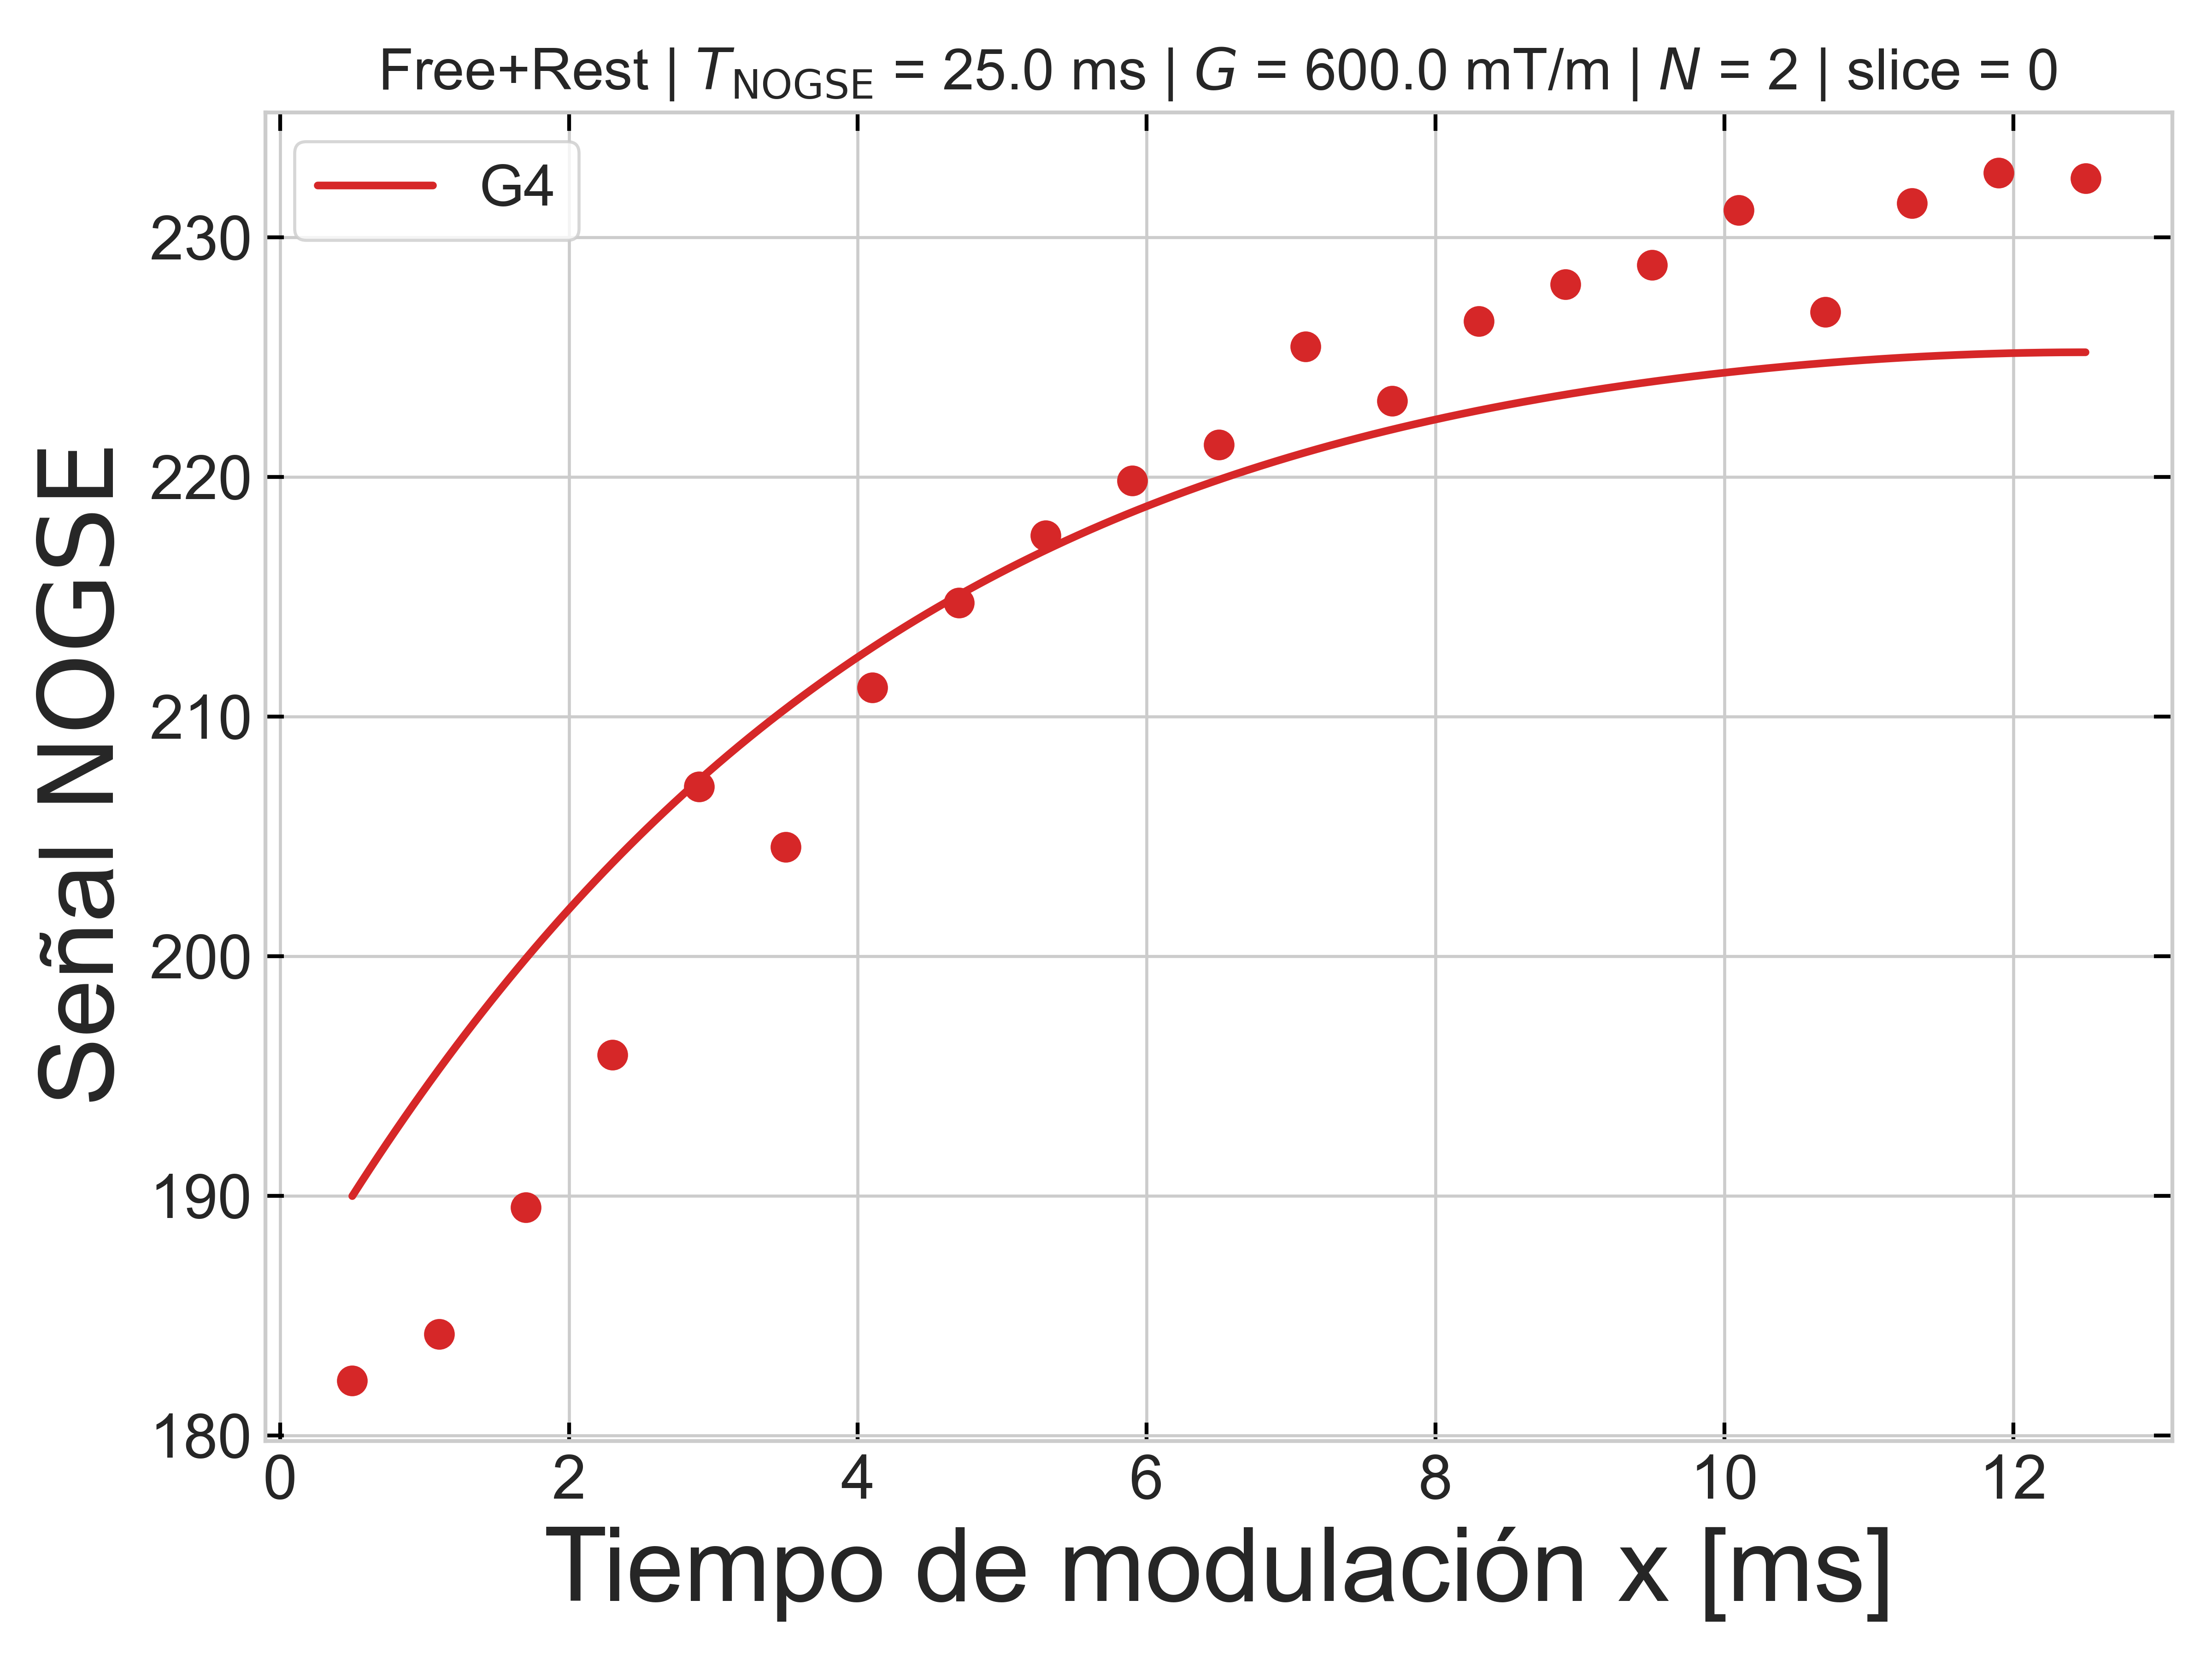 Free+Rest | T_NOGSE = 25.0 ms | G = 600.0 mT/m | N = 2 | slice = 0
G4
Señal NOGSE
230
220
210
200
190
180
0 2 4 6 8 10 12
Tiempo de modulación x [ms]